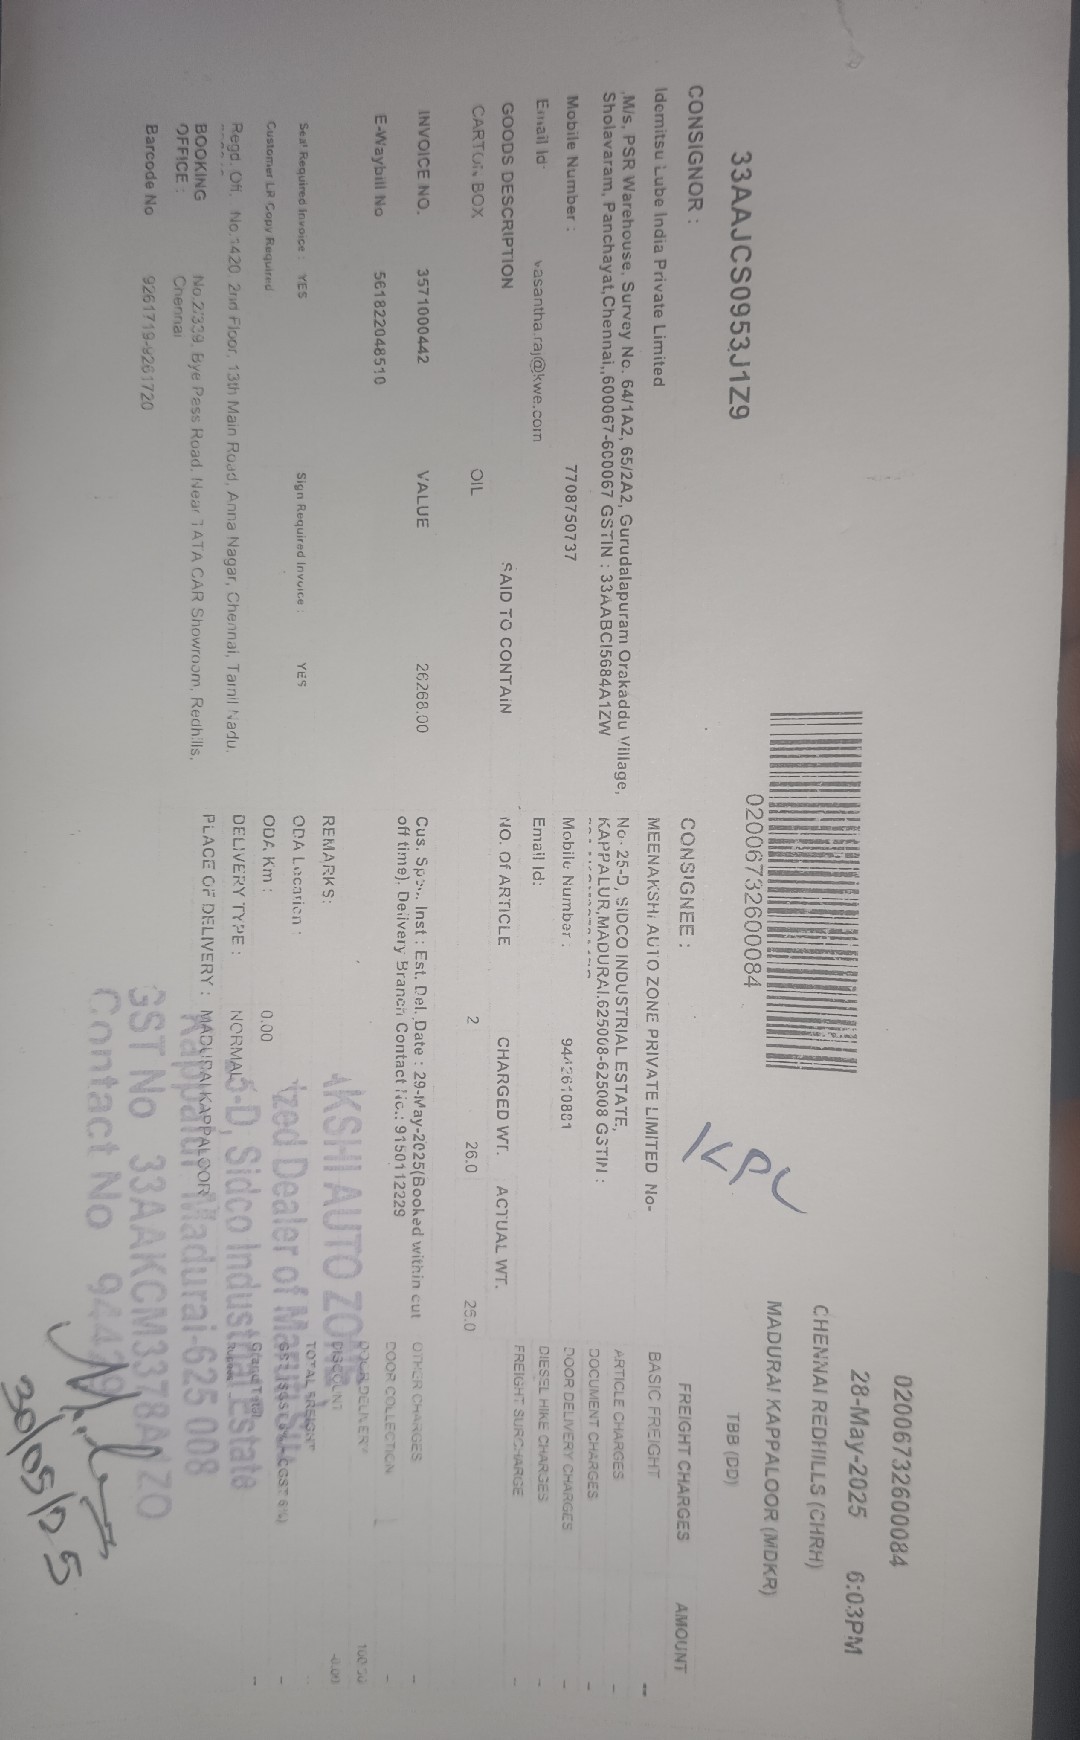 33AAJCS0953J1Z9
02006732600084
02006732600084
28-May-2025 6:03PM
CHENNAI REDHILLS (CHRH)
MADURAI KAPPALOOR (MDKR)
TBB (DD)
KPL
CONSIGNOR :
Idemitsu Lube India Private Limited
M/s, PSR Warehouse, Survey No. 64/1A2, 65/2A2, Gurudalapuram Orakaddu Village,
Sholavaram, Panchayat,Chennai,,600067-600067 GSTIN : 33AABCI5684A1ZW
Mobile Number : 7708750737
Email Id: vasantha.raj@kwe.com
CONSIGNEE :
MEENAKSHI AUTO ZONE PRIVATE LIMITED No-
No- 25-D, SIDCO INDUSTRIAL ESTATE,
KAPPALUR,MADURAI.625008-625008 GSTIN :
Mobile Number :
Email Id:
GOODS DESCRIPTION SAID TO CONTAIN NO. Of ARTICLE CHARGED WT. ACTUAL WT.
CARTON BOX OIL 2 26.0
INVOICE NO. 3571000442 VALUE 26268.00
E-Waybill No 561822048510
Cus. Spl. Inst : Est. Del. Date : 29-May-2025(Booked within cut
off time). Delivery Branch Contact No.: 9150112229
Seal Required Invoice : YES Sign Required Invoice : YES
Customer LR Copy Required
Regd. Off. No.1420 2nd Floor, 13th Main Road, Anna Nagar, Chennai, Tamil Nadu.
BOOKING OFFICE : No.2/339, Bye Pass Road, Near TATA CAR Showroom, Redhills, Chennai
Barcode No 9261719-9261720
REMARKS:
ODA Location :
ODA Km : 0.00
DELIVERY TYPE : NORMAL
PLACE OF DELIVERY : MADURAI KAPPALOOR
FREIGHT CHARGES AMOUNT
BASIC FREIGHT --
ARTICLE CHARGES -
DOCUMENT CHARGES -
DOOR DELIVERY CHARGES -
DIESEL HIKE CHARGES -
FREIGHT SURCHARGE -
OTHER CHARGES -
DOOR COLLECTION -
DISCOUNT
TOTAL FREIGHT
Grand Total
AKSHI AUTO ZO
ized Dealer of Maruti
5-D, Sidco Industrial Estate
Kappalur Madurai-625 008
GST No 33AAKCM3378A ZO
Contact No
30/05/25